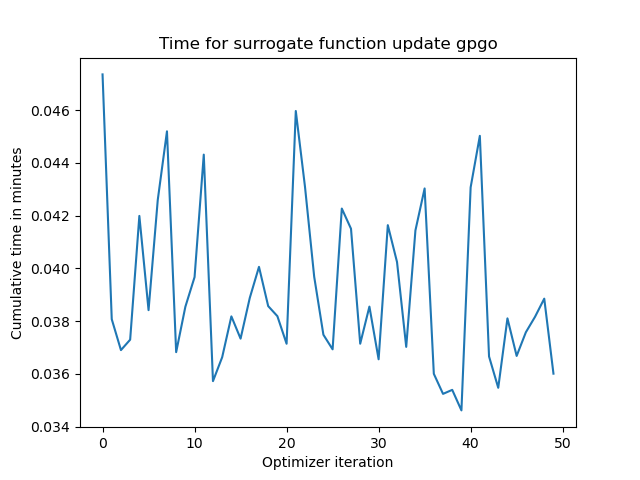 Time for surrogate function update gpgo
Cumulative time in minutes
0.046
0.044
0.042
0.040
0.038
0.036
0.034
0 10 20 30 40 50
Optimizer iteration